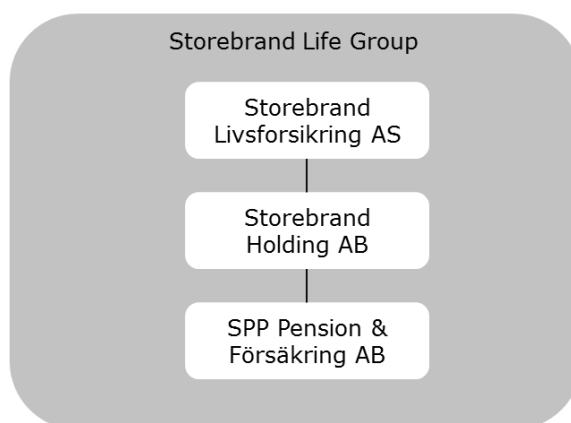 Storebrand Life Group
Storebrand
Livsforsikring AS
Storebrand
Holding AB
SPP Pension &
Försäkring AB